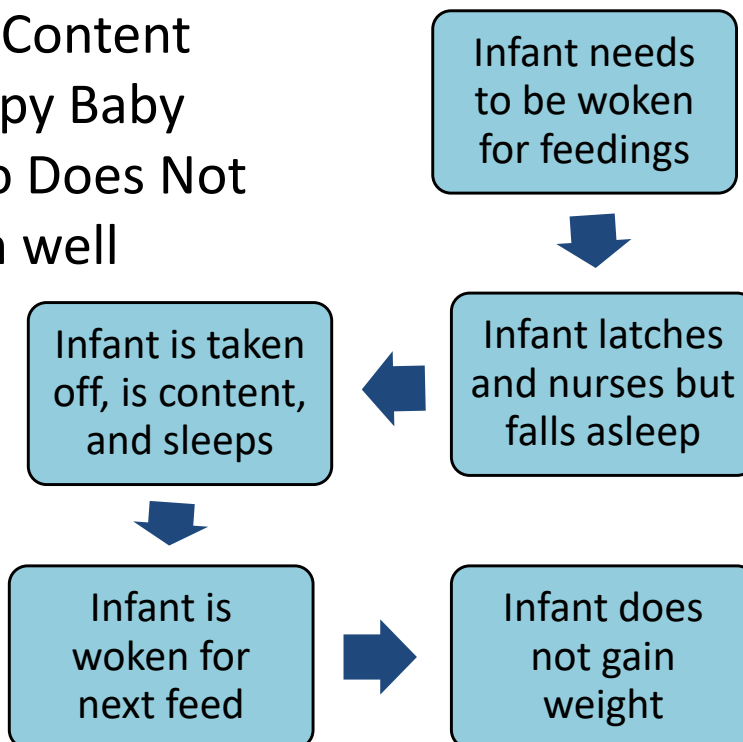 Content
py Baby
Does Not
well
Infant needs
to be woken
for feedings
Infant latches
and nurses but
falls asleep
Infant is taken
off, is content,
and sleeps
Infant is
woken for
next feed
Infant does
not gain
weight